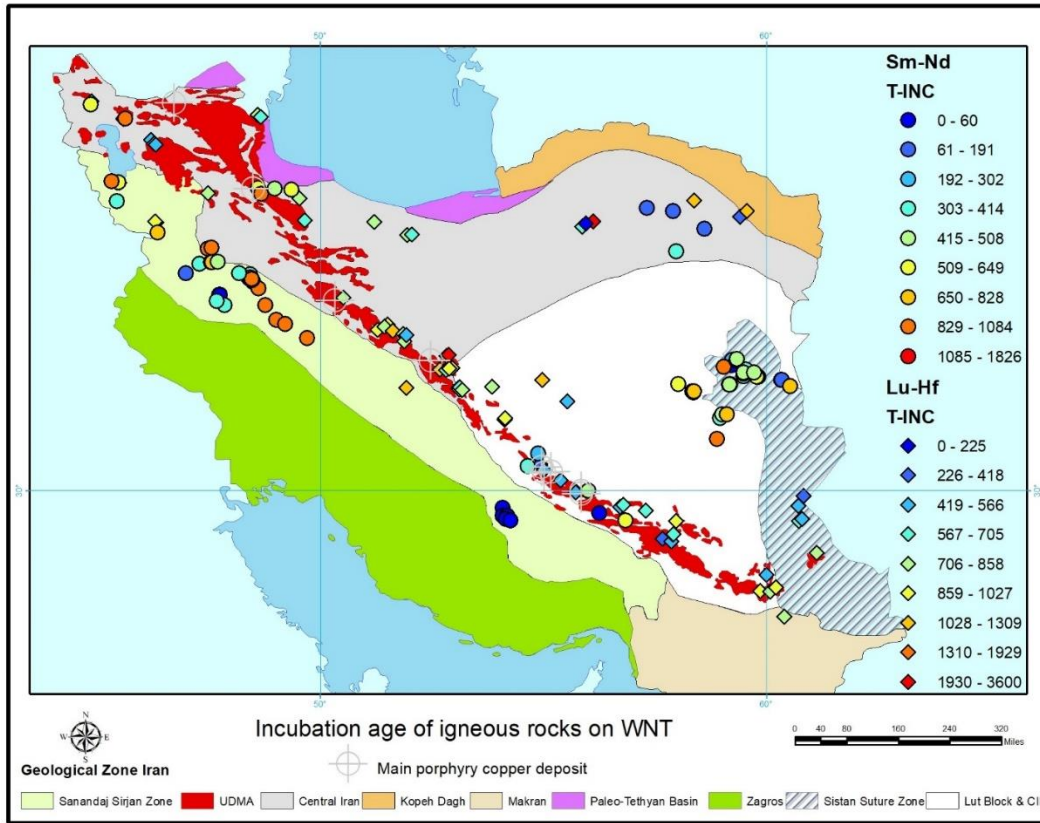 50°
60°
Sm-Nd
T-INC
0 - 60
61 - 191
192 - 302
303 - 414
415 - 508
509 - 649
650 - 828
829 - 1084
1085 - 1826
Lu-Hf
T-INC
0 - 225
226 - 418
419 - 566
567 - 705
706 - 858
859 - 1027
1028 - 1309
1310 - 1929
1930 - 3600
30°
30°
50°
60°
N
W E
S
Incubation age of igneous rocks on WNT
0 40 80 160 240 320
Miles
Geological Zone Iran
Main porphyry copper deposit
Sanandaj Sirjan Zone UDMA Central Iran Kopeh Dagh Makran Paleo-Tethyan Basin Zagros Sistan Suture Zone Lut Block & CI